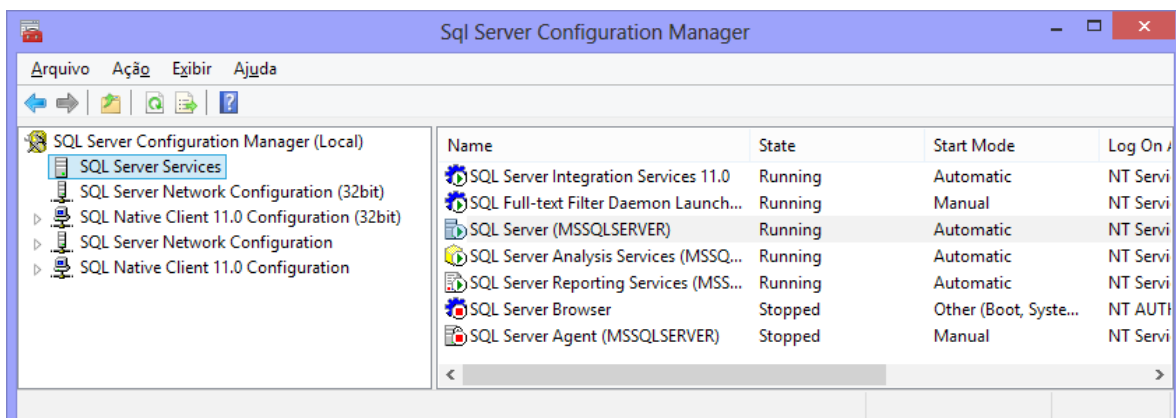 Sql Server Configuration Manager
Arquivo Ação Exibir Ajuda
SQL Server Configuration Manager (Local)
SQL Server Services
SQL Server Network Configuration (32bit)
SQL Native Client 11.0 Configuration (32bit)
SQL Server Network Configuration
SQL Native Client 11.0 Configuration
Name State Start Mode Log On
SQL Server Integration Services 11.0 Running Automatic NT Servi
SQL Full-text Filter Daemon Launch... Running Manual NT Servi
SQL Server (MSSQLSERVER) Running Automatic NT Servi
SQL Server Analysis Services (MSSQ... Running Automatic NT Servi
SQL Server Reporting Services (MSS... Running Automatic NT Servi
SQL Server Browser Stopped Other (Boot, Syste... NT AUTH
SQL Server Agent (MSSQLSERVER) Stopped Manual NT Servi